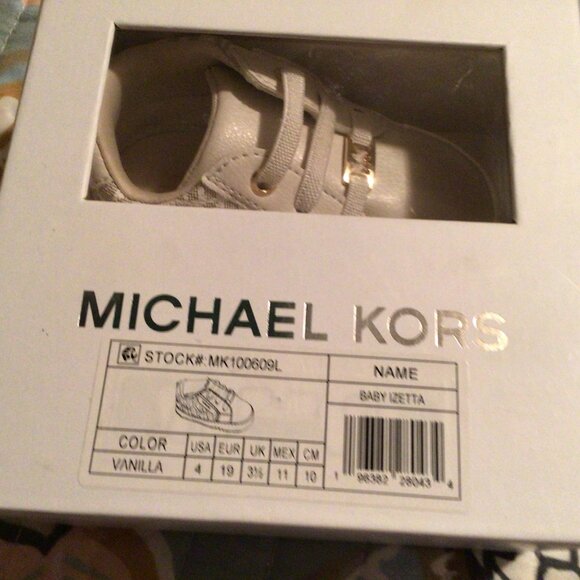 MICHAEL KORS
STOCK#: MK100609L
NAME
BABY IZETTA
COLOR USA EUR UK MEX CM
VANILLA 4 19 3½ 11 10
1 96382 28043 4